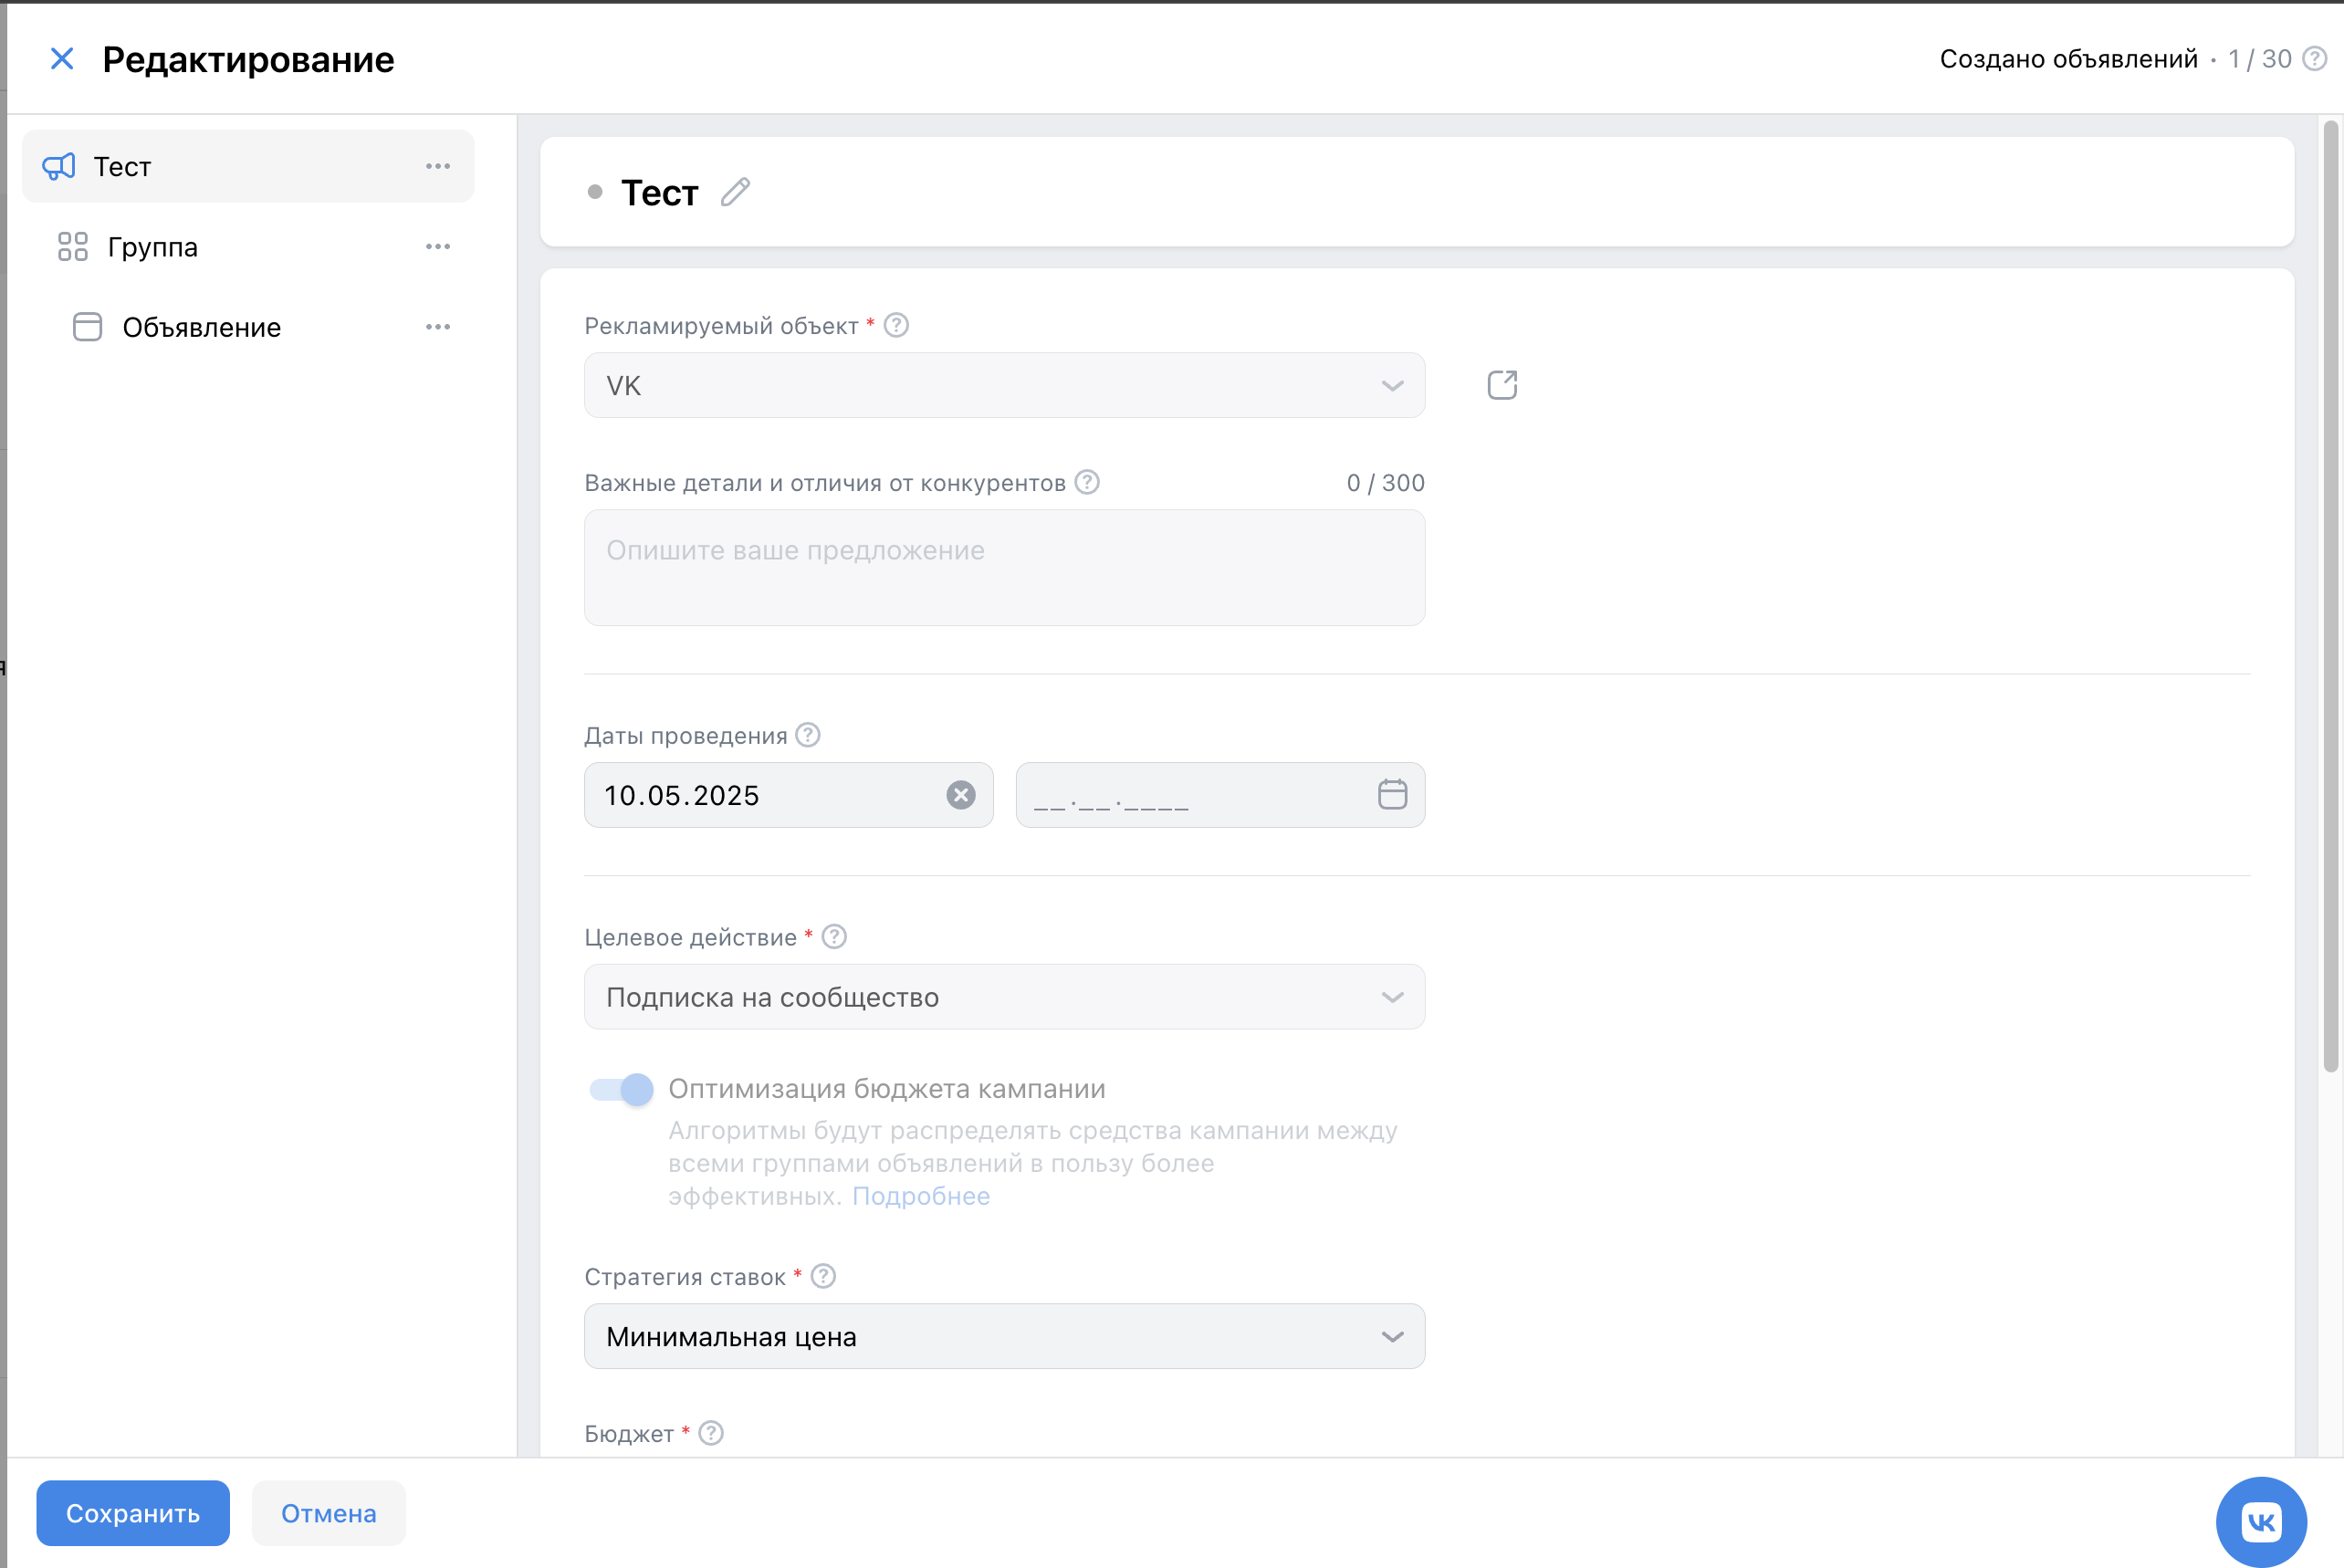 Редактирование
Создано объявлений · 1 / 30
Тест
Группа
Объявление
Тест
Рекламируемый объект *
VK
Важные детали и отличия от конкурентов
0 / 300
Опишите ваше предложение
Даты проведения
10.05.2025
__.__.____
Целевое действие *
Подписка на сообщество
Оптимизация бюджета кампании
Алгоритмы будут распределять средства кампании между
всеми группами объявлений в пользу более
эффективных. Подробнее
Стратегия ставок *
Минимальная цена
Бюджет *
Сохранить
Отмена